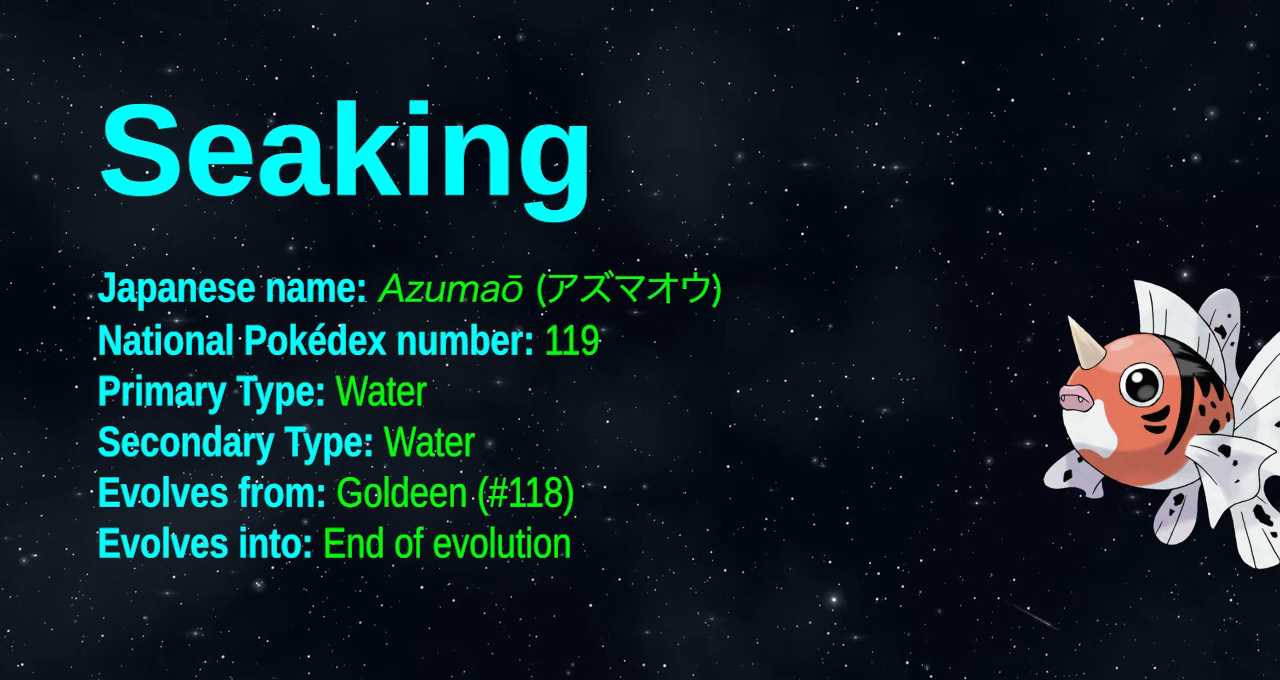 Seaking
Japanese name: Azumaō (アズマオウ)
National Pokédex number: 119
Primary Type: Water
Secondary Type: Water
Evolves from: Goldeen (#118)
Evolves into: End of evolution